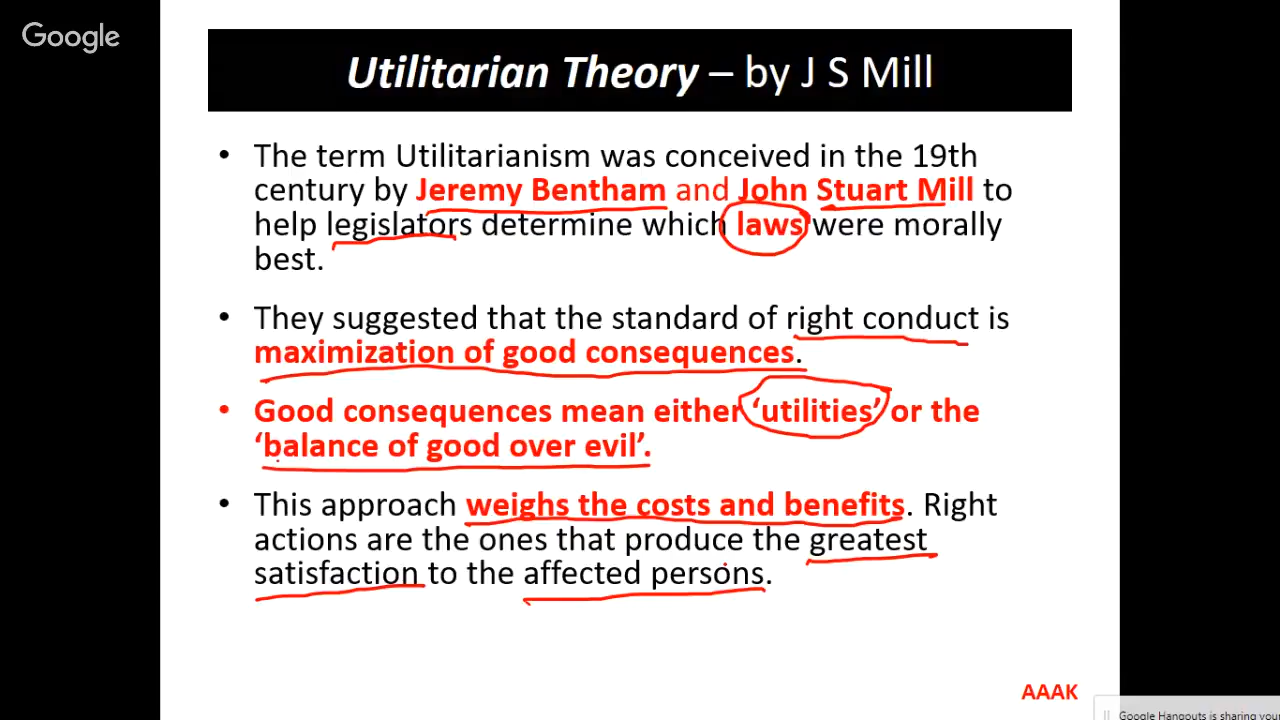 Google
Utilitarian Theory – by J S Mill
• The term Utilitarianism was conceived in the 19th
century by Jeremy Bentham and John Stuart Mill to
help legislators determine which laws were morally
best.
• They suggested that the standard of right conduct is
maximization of good consequences.
• Good consequences mean either ‘utilities’ or the
‘balance of good over evil’.
• This approach weighs the costs and benefits. Right
actions are the ones that produce the greatest
satisfaction to the affected persons.
AAAK
Google Hangouts is sharing you